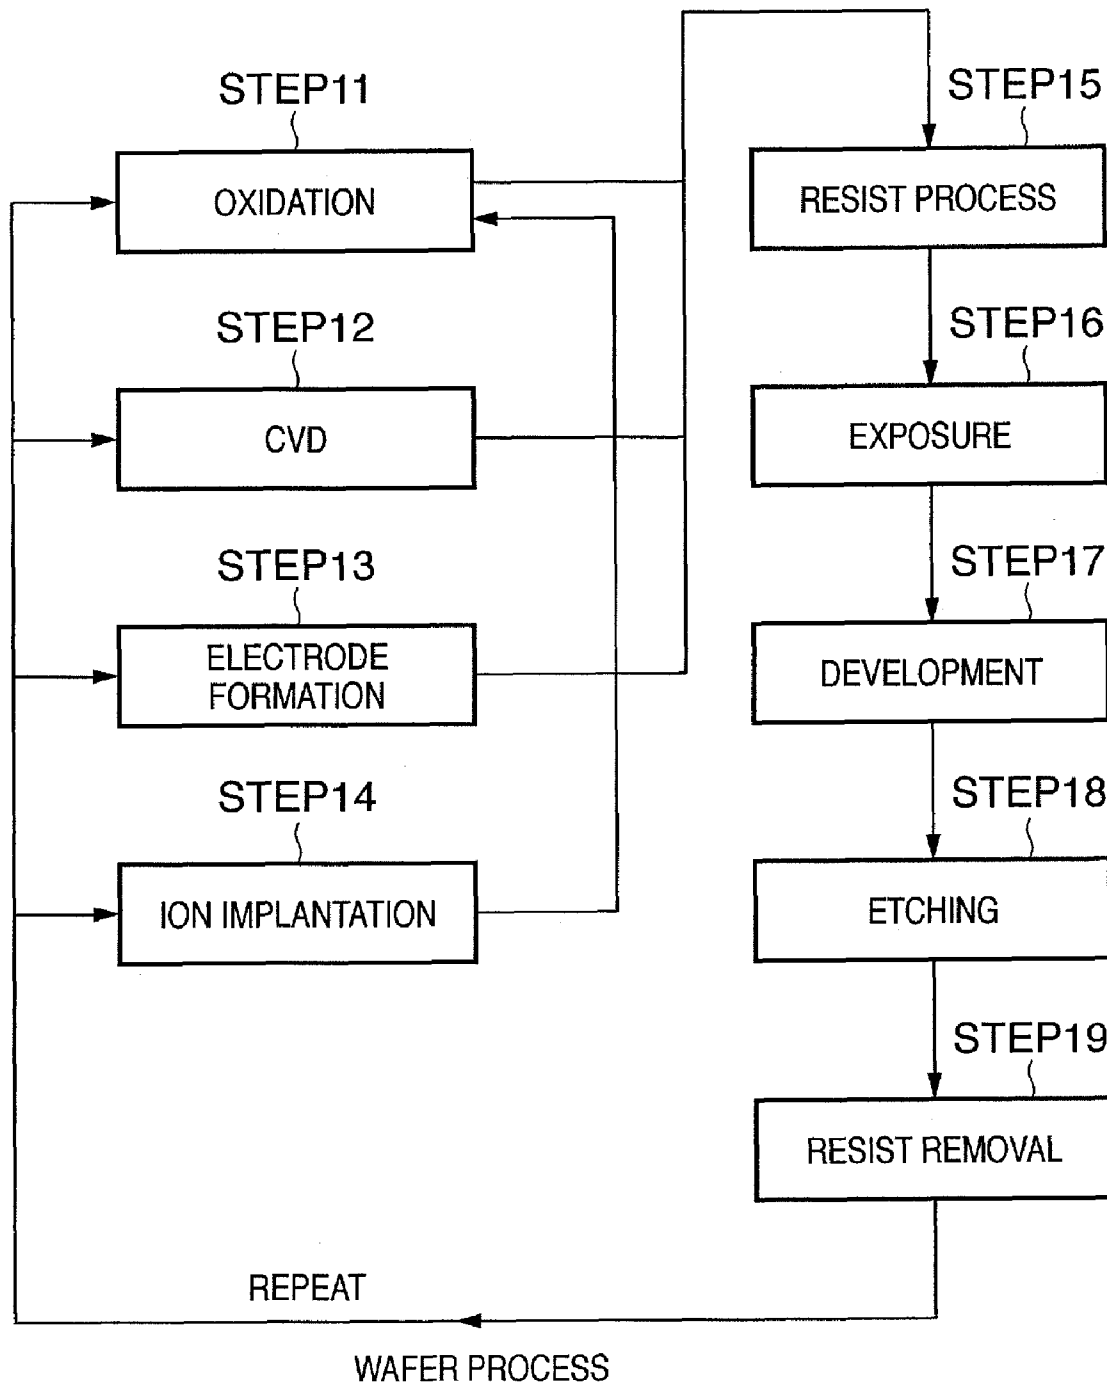 STEP11
OXIDATION
STEP12
CVD
STEP13
ELECTRODE
FORMATION
STEP14
ION IMPLANTATION
STEP15
RESIST PROCESS
STEP16
EXPOSURE
STEP17
DEVELOPMENT
STEP18
ETCHING
STEP19
RESIST REMOVAL
REPEAT
WAFER PROCESS